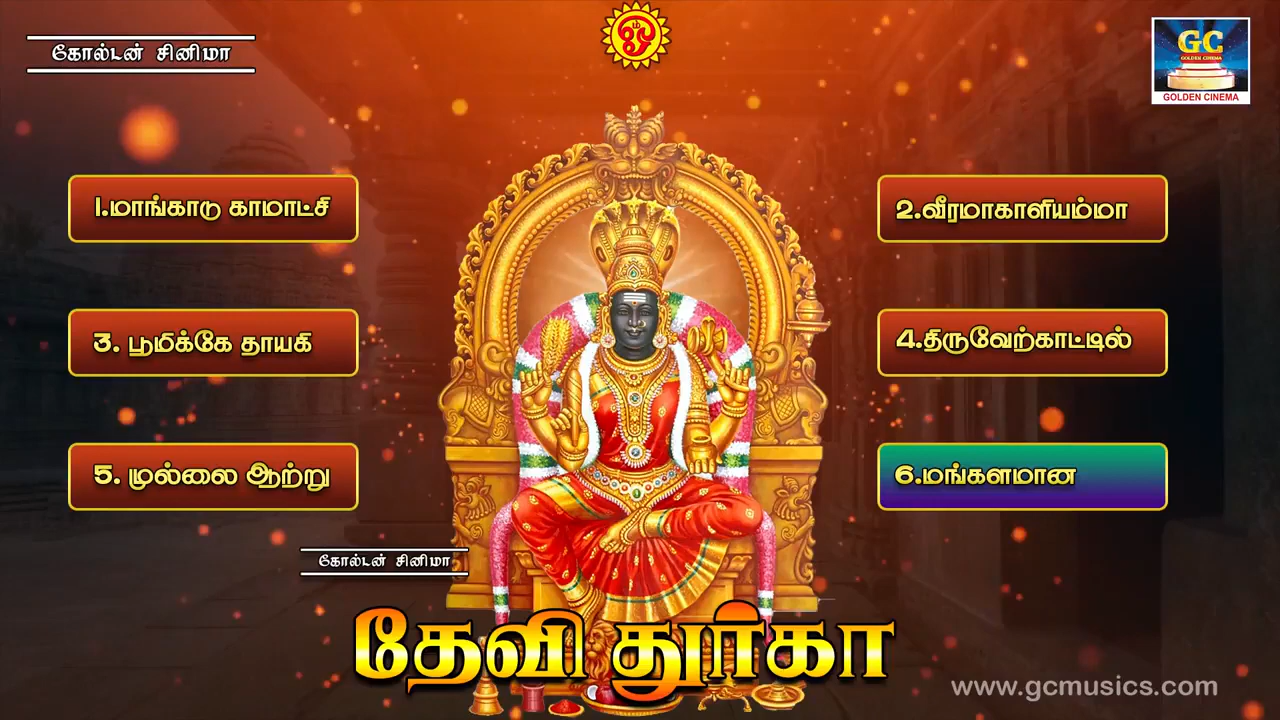 ஓ
கோல்டன் சினிமா
GC
GOLDEN CINEMA
GOLDEN CINEMA
1.மாங்காடு காமாட்சி
2.வீரமாகாளியம்மா
3. பூமிக்கே தாயகி
4.திருவேற்காட்டில்
5. முல்லை ஆற்று
6.மங்களமான
கோல்டன் சினிமா
தேவி துர்கா
www.gcmusics.com